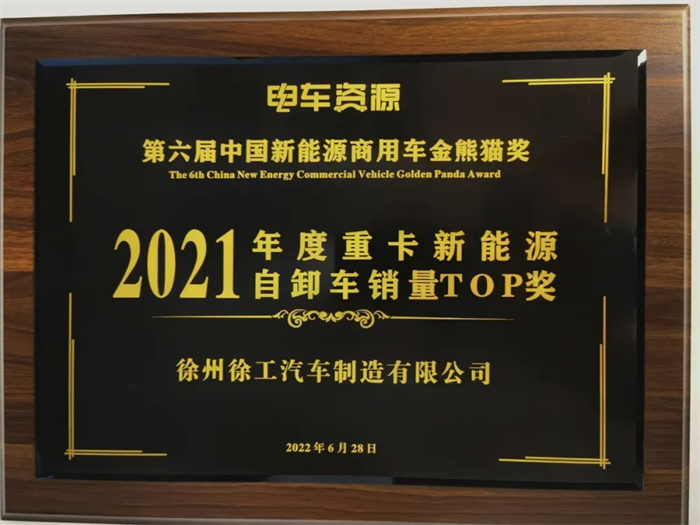 电车资源
第六届中国新能源商用车金熊猫奖
The 6th China New Energy Commercial Vehicle Golden Panda Award
2021年度重卡新能源
自卸车销量TOP奖
徐州徐工汽车制造有限公司
2022年6月28日